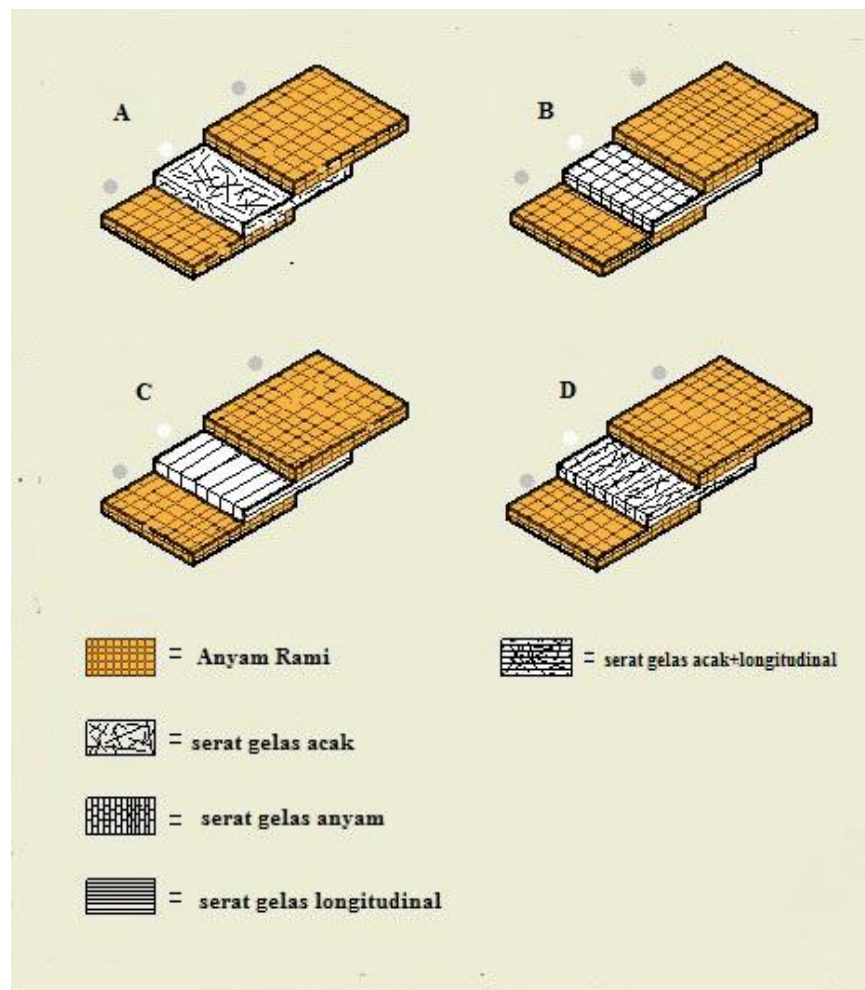 A
B
C
D
= Anyam Rami
= serat gelas acak+longitudinal
= serat gelas acak
= serat gelas anyam
= serat gelas longitudinal